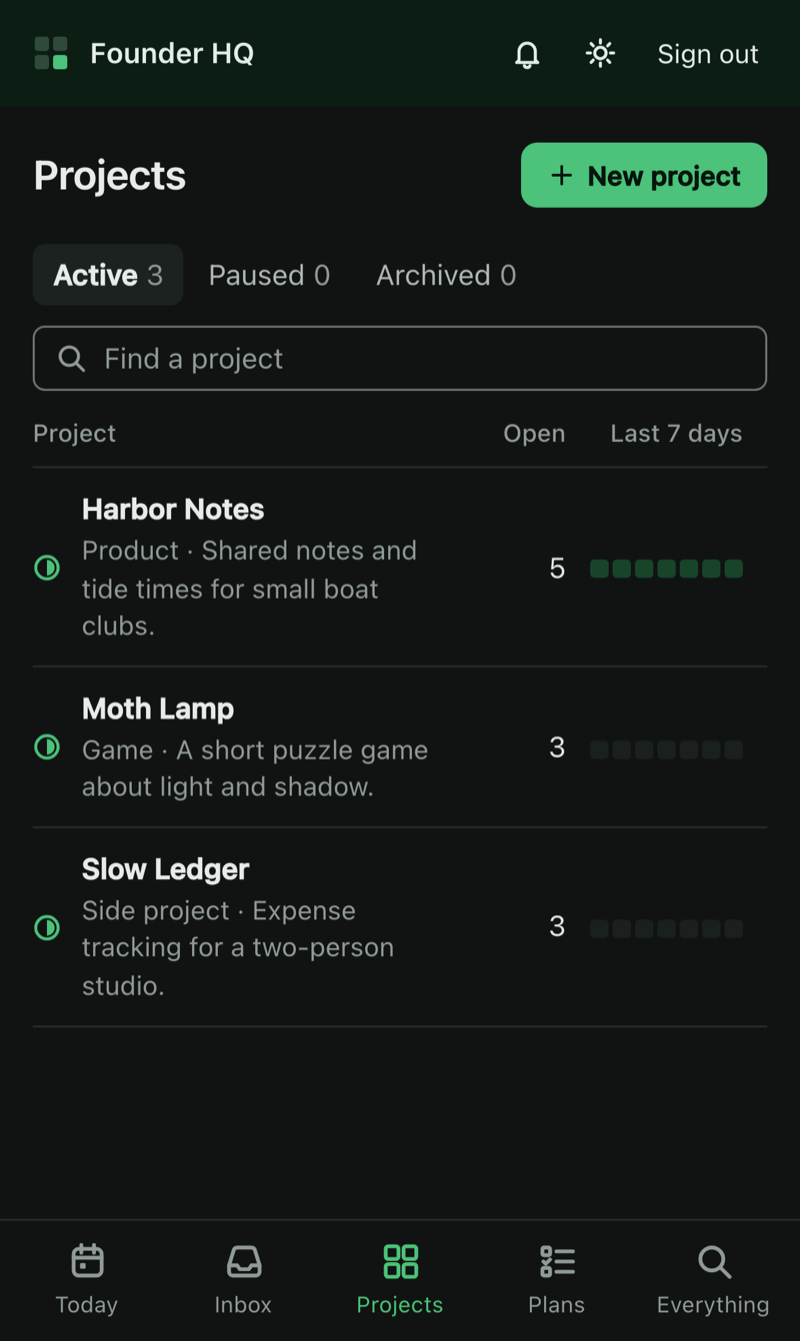 Founder HQ
Sign out
Projects
+ New project
Active 3
Paused 0
Archived 0
Find a project
Project
Open
Last 7 days
Harbor Notes
Product · Shared notes and
tide times for small boat
clubs.
5
Moth Lamp
Game · A short puzzle game
about light and shadow.
3
Slow Ledger
Side project · Expense
tracking for a two-person
studio.
3
Today
Inbox
Projects
Plans
Everything